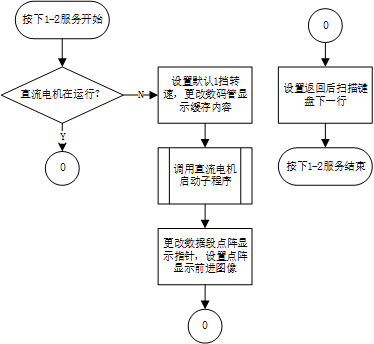 按下1-2服务开始
直流电机在运行?
N
Y
0
设置默认1挡转
速，更改数码管显
示缓存内容
调用直流电机
启动子程序
更改数据段点阵显
示指针，设置点阵
显示前进图像
0
0
设置返回后扫描键
盘下一行
按下1-2服务结束